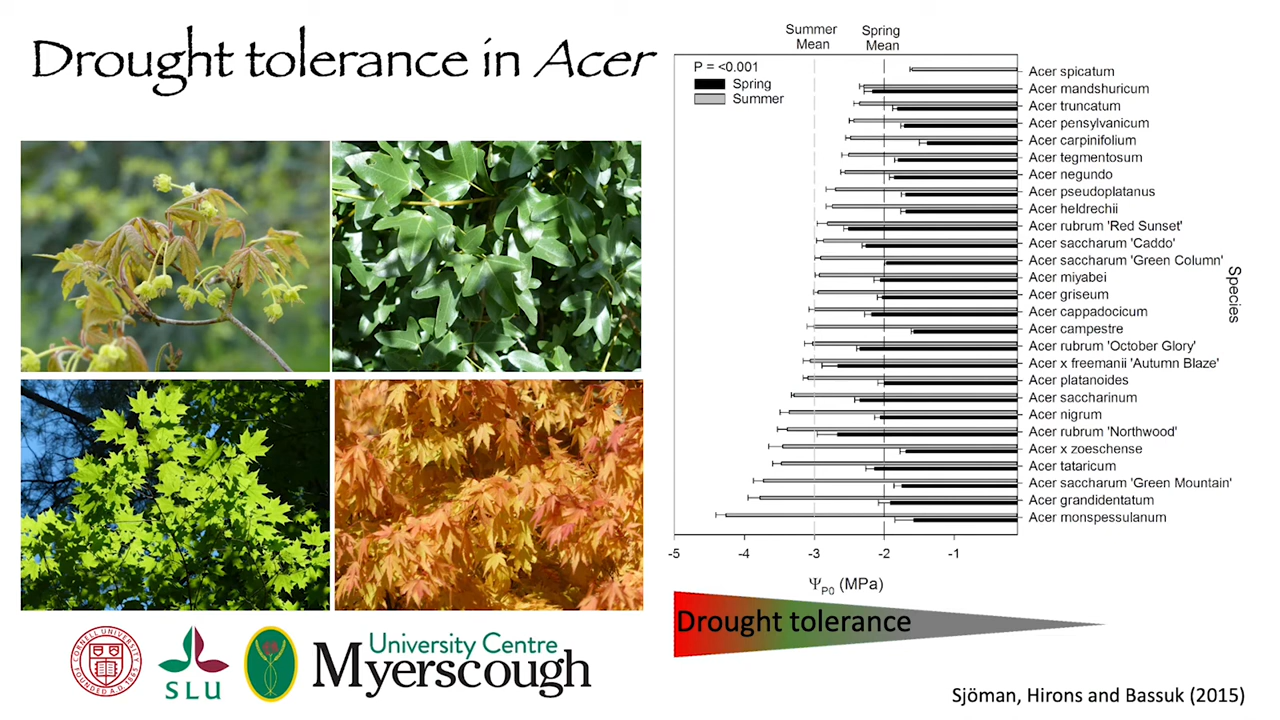 Drought tolerance in Acer
Summer
Mean
Spring
Mean
P = <0.001
Spring
Summer
Acer spicatum
Acer mandshuricum
Acer truncatum
Acer pensylvanicum
Acer carpinifolium
Acer tegmentosum
Acer negundo
Acer pseudoplatanus
Acer heldrechii
Acer rubrum 'Red Sunset'
Acer saccharum 'Caddo'
Acer saccharum 'Green Column'
Acer miyabei
Acer griseum
Acer cappadocicum
Acer campestre
Acer rubrum 'October Glory'
Acer x freemanii 'Autumn Blaze'
Acer platanoides
Acer saccharinum
Acer nigrum
Acer rubrum 'Northwood'
Acer x zoeschense
Acer tataricum
Acer saccharum 'Green Mountain'
Acer grandidentatum
Acer monspessulanum
Species
-5 -4 -3 -2 -1
ΨP0 (MPa)
Drought tolerance
CORNELL UNIVERSITY
FOUNDED A.D. 1865
SLU
University Centre
Myerscough
Sjöman, Hirons and Bassuk (2015)